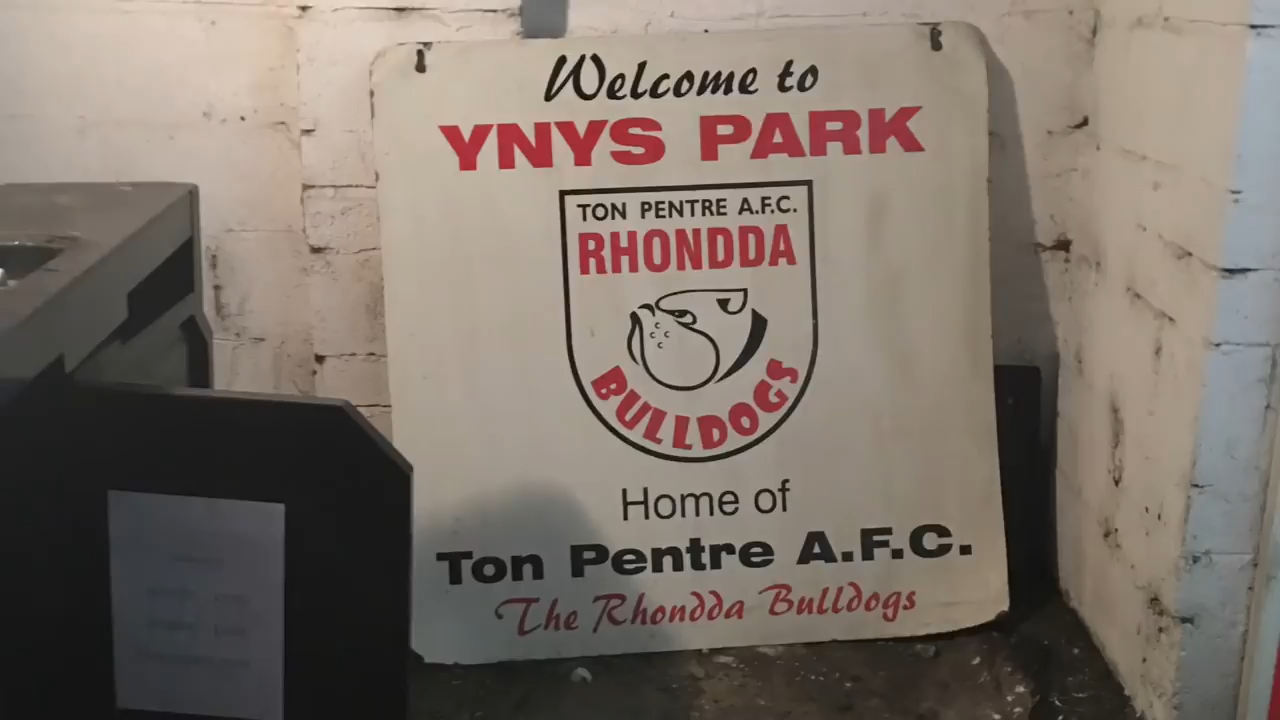 Welcome to
YNYS PARK
TON PENTRE A.F.C.
RHONDDA
BULLDOGS
Home of
Ton Pentre A.F.C.
The Rhondda Bulldogs